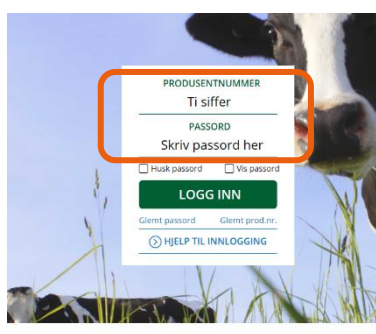 PRODUSENTNUMMER
Ti siffer
PASSORD
Skriv passord her
Husk passord Vis passord
LOGG INN
Glemt passord Glemt prod.nr.
HJELP TIL INNLOGGING